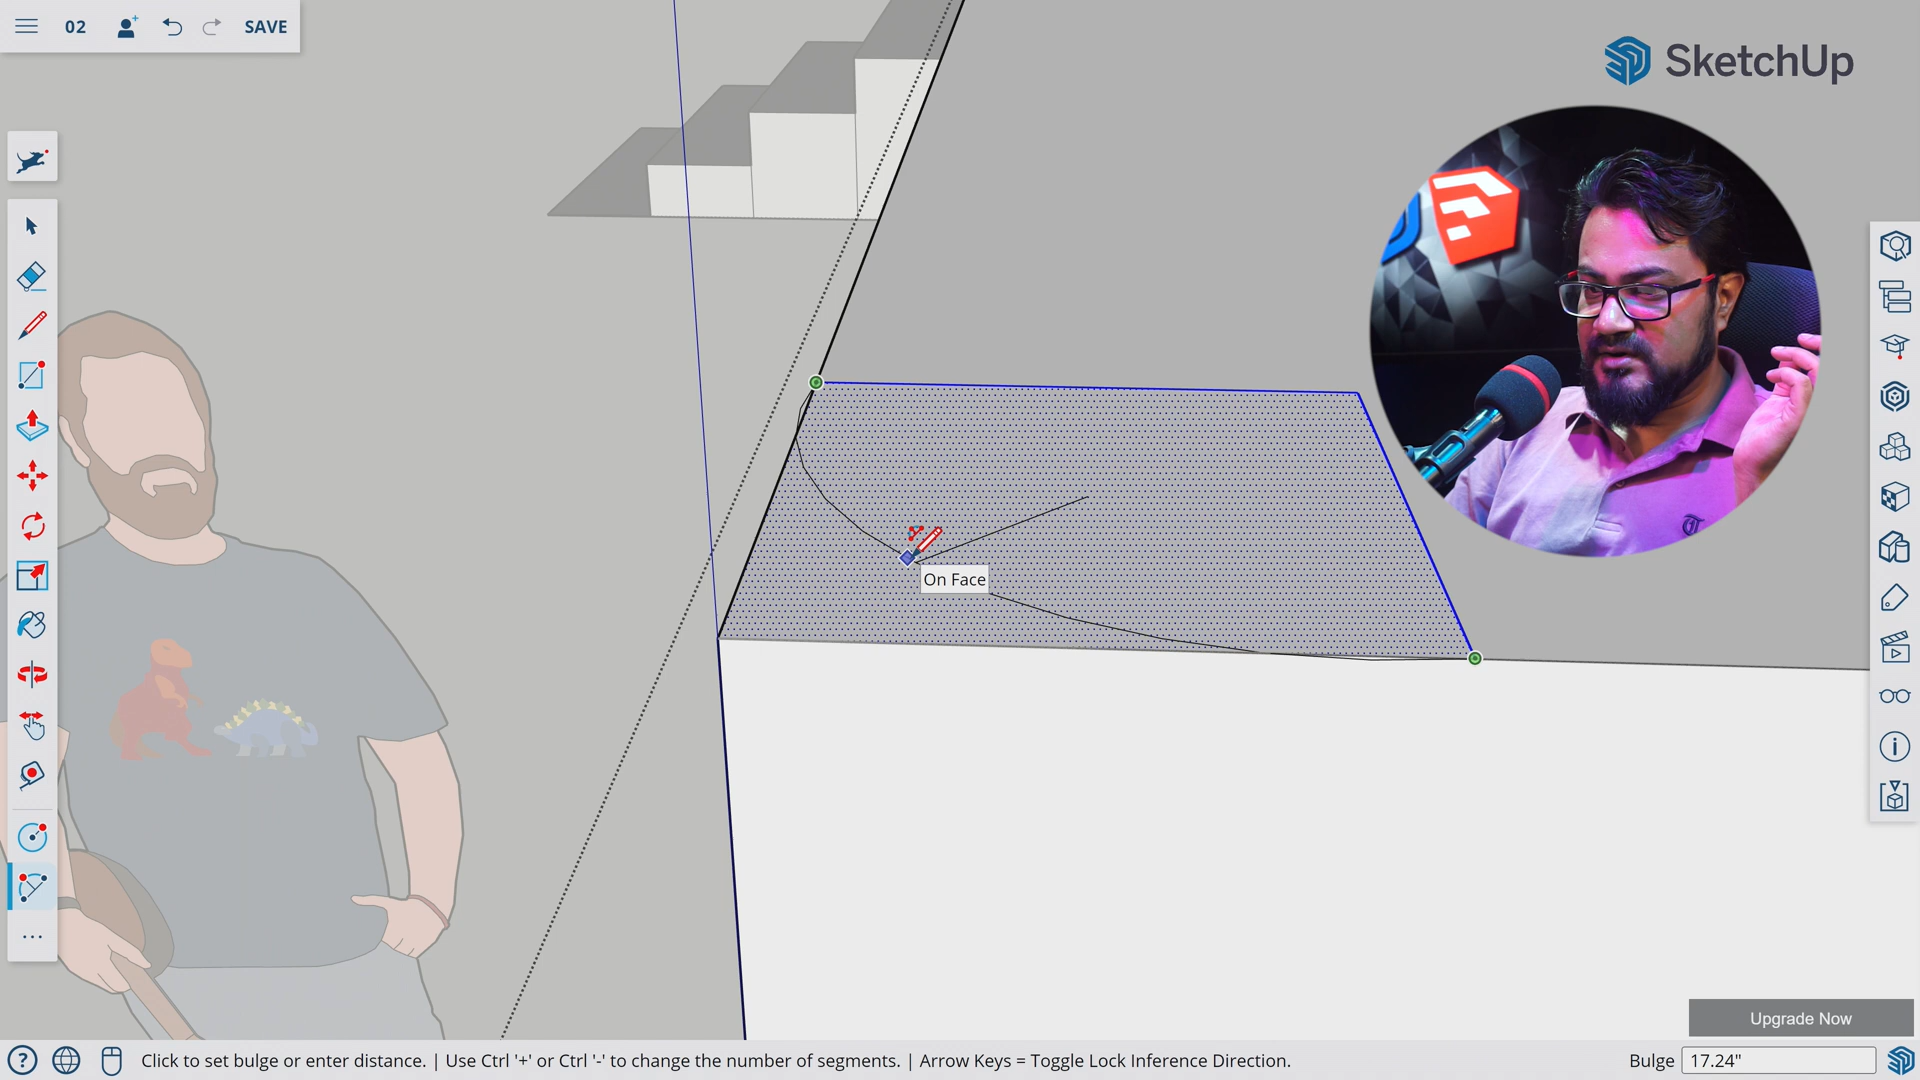 02
SAVE
SketchUp
On Face
Upgrade Now
Click to set bulge or enter distance. | Use Ctrl '+' or Ctrl '-' to change the number of segments. | Arrow Keys = Toggle Lock Inference Direction.
Bulge 17.24"